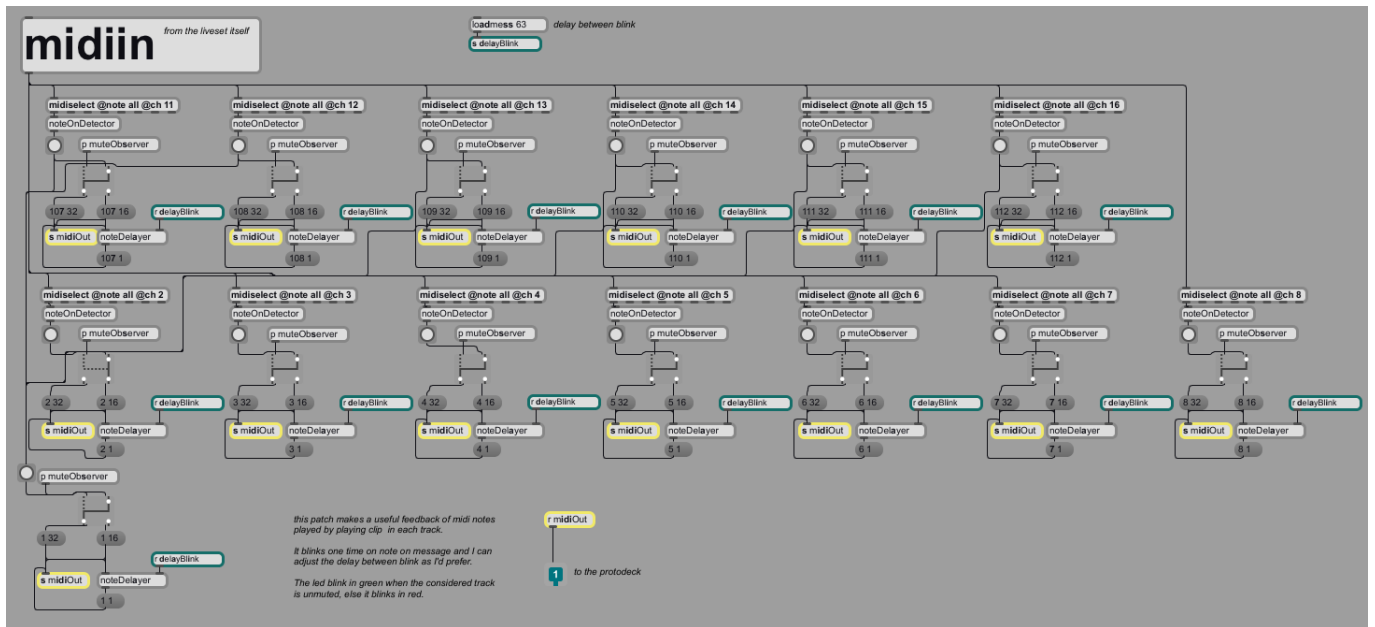 midiin
from the liveset itself
loadmess 63
delay between blink
s delayBlink
midiselect @note all @ch 11
midiselect @note all @ch 12
midiselect @note all @ch 13
midiselect @note all @ch 14
midiselect @note all @ch 15
midiselect @note all @ch 16
noteOnDetector
noteOnDetector
noteOnDetector
noteOnDetector
noteOnDetector
noteOnDetector
p muteObserver
p muteObserver
p muteObserver
p muteObserver
p muteObserver
p muteObserver
107 32
107 16
r delayBlink
108 32
108 16
r delayBlink
109 32
109 16
r delayBlink
110 32
110 16
r delayBlink
111 32
111 16
r delayBlink
112 32
112 16
r delayBlink
s midiOut
noteDelayer
s midiOut
noteDelayer
s midiOut
noteDelayer
s midiOut
noteDelayer
s midiOut
noteDelayer
s midiOut
noteDelayer
107 1
108 1
109 1
110 1
111 1
112 1
midiselect @note all @ch 2
midiselect @note all @ch 3
midiselect @note all @ch 4
midiselect @note all @ch 5
midiselect @note all @ch 6
midiselect @note all @ch 7
midiselect @note all @ch 8
noteOnDetector
noteOnDetector
noteOnDetector
noteOnDetector
noteOnDetector
noteOnDetector
noteOnDetector
p muteObserver
p muteObserver
p muteObserver
p muteObserver
p muteObserver
p muteObserver
p muteObserver
2 32
2 16
r delayBlink
3 32
3 16
r delayBlink
4 32
4 16
r delayBlink
5 32
5 16
r delayBlink
6 32
6 16
r delayBlink
7 32
7 16
r delayBlink
8 32
8 16
r delayBlink
s midiOut
noteDelayer
s midiOut
noteDelayer
s midiOut
noteDelayer
s midiOut
noteDelayer
s midiOut
noteDelayer
s midiOut
noteDelayer
s midiOut
noteDelayer
2 1
3 1
4 1
5 1
6 1
7 1
8 1
p muteObserver
1 32
1 16
r delayBlink
s midiOut
noteDelayer
1 1
this patch makes a useful feedback of midi notes
played by playing clip in each track.
It blinks one time on note on message and I can
adjust the delay between blink as I'd prefer.
The led blink in green when the considered track
is unmuted, else it blinks in red.
r midiOut
1
to the protodeck